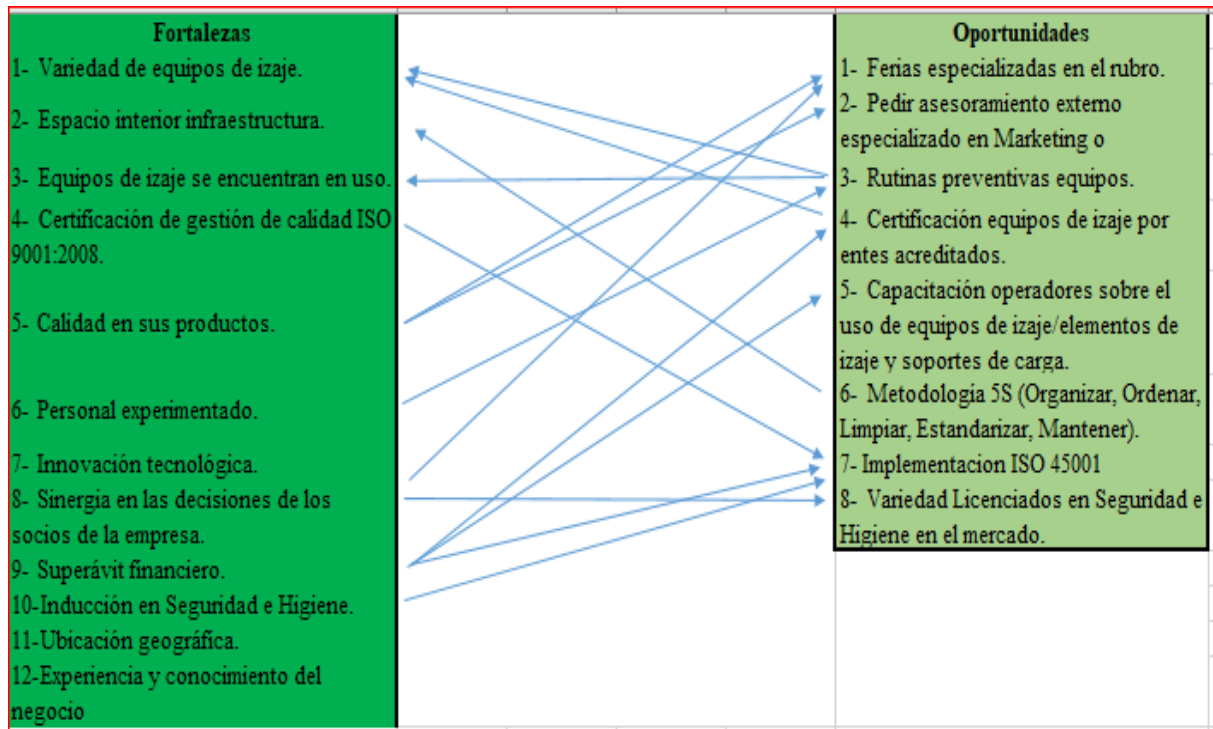 Fortalezas
1- Variedad de equipos de izaje.
2- Espacio interior infraestructura.
3- Equipos de izaje se encuentran en uso.
4- Certificación de gestión de calidad ISO
9001:2008.
5- Calidad en sus productos.
6- Personal experimentado.
7- Innovación tecnológica.
8- Sinergia en las decisiones de los
socios de la empresa.
9- Superávit financiero.
10-Inducción en Seguridad e Higiene.
11-Ubicación geográfica.
12-Experiencia y conocimiento del
negocio
Oportunidades
1- Ferias especializadas en el rubro.
2- Pedir asesoramiento externo
especializado en Marketing o
3- Rutinas preventivas equipos.
4- Certificación equipos de izaje por
entes acreditados.
5- Capacitación operadores sobre el
uso de equipos de izaje/elementos de
izaje y soportes de carga.
6- Metodología 5S (Organizar, Ordenar,
Limpiar, Estandarizar, Mantener).
7- Implementacion ISO 45001
8- Variedad Licenciados en Seguridad e
Higiene en el mercado.